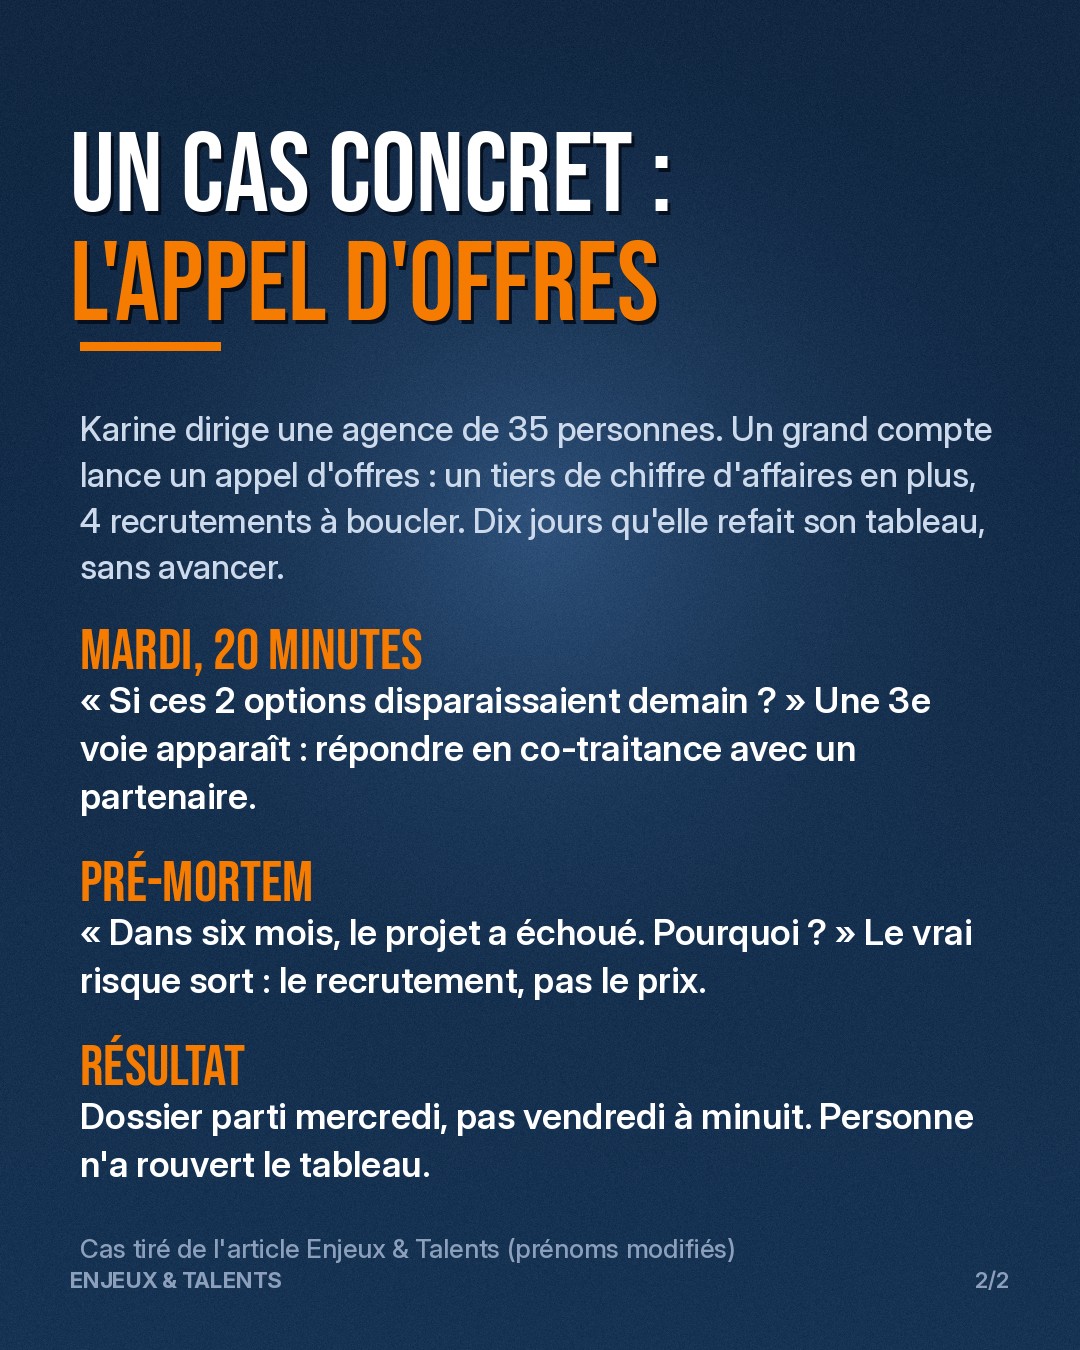 UN CAS CONCRET :
L'APPEL D'OFFRES
Karine dirige une agence de 35 personnes. Un grand compte
lance un appel d'offres : un tiers de chiffre d'affaires en plus,
4 recrutements à boucler. Dix jours qu'elle refait son tableau,
sans avancer.
MARDI, 20 MINUTES
« Si ces 2 options disparaissaient demain ? » Une 3e
voie apparaît : répondre en co-traitance avec un
partenaire.
PRÉ-MORTEM
« Dans six mois, le projet a échoué. Pourquoi ? » Le vrai
risque sort : le recrutement, pas le prix.
RÉSULTAT
Dossier parti mercredi, pas vendredi à minuit. Personne
n'a rouvert le tableau.
Cas tiré de l'article Enjeux & Talents (prénoms modifiés)
ENJEUX & TALENTS
2/2